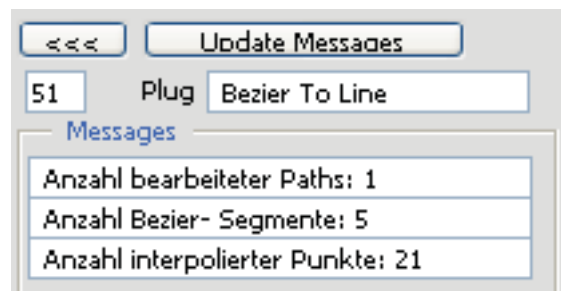 <<< Update Messages
51 Plug Bezier To Line
Messages
Anzahl bearbeiteter Paths: 1
Anzahl Bezier- Segmente: 5
Anzahl interpolierter Punkte: 21